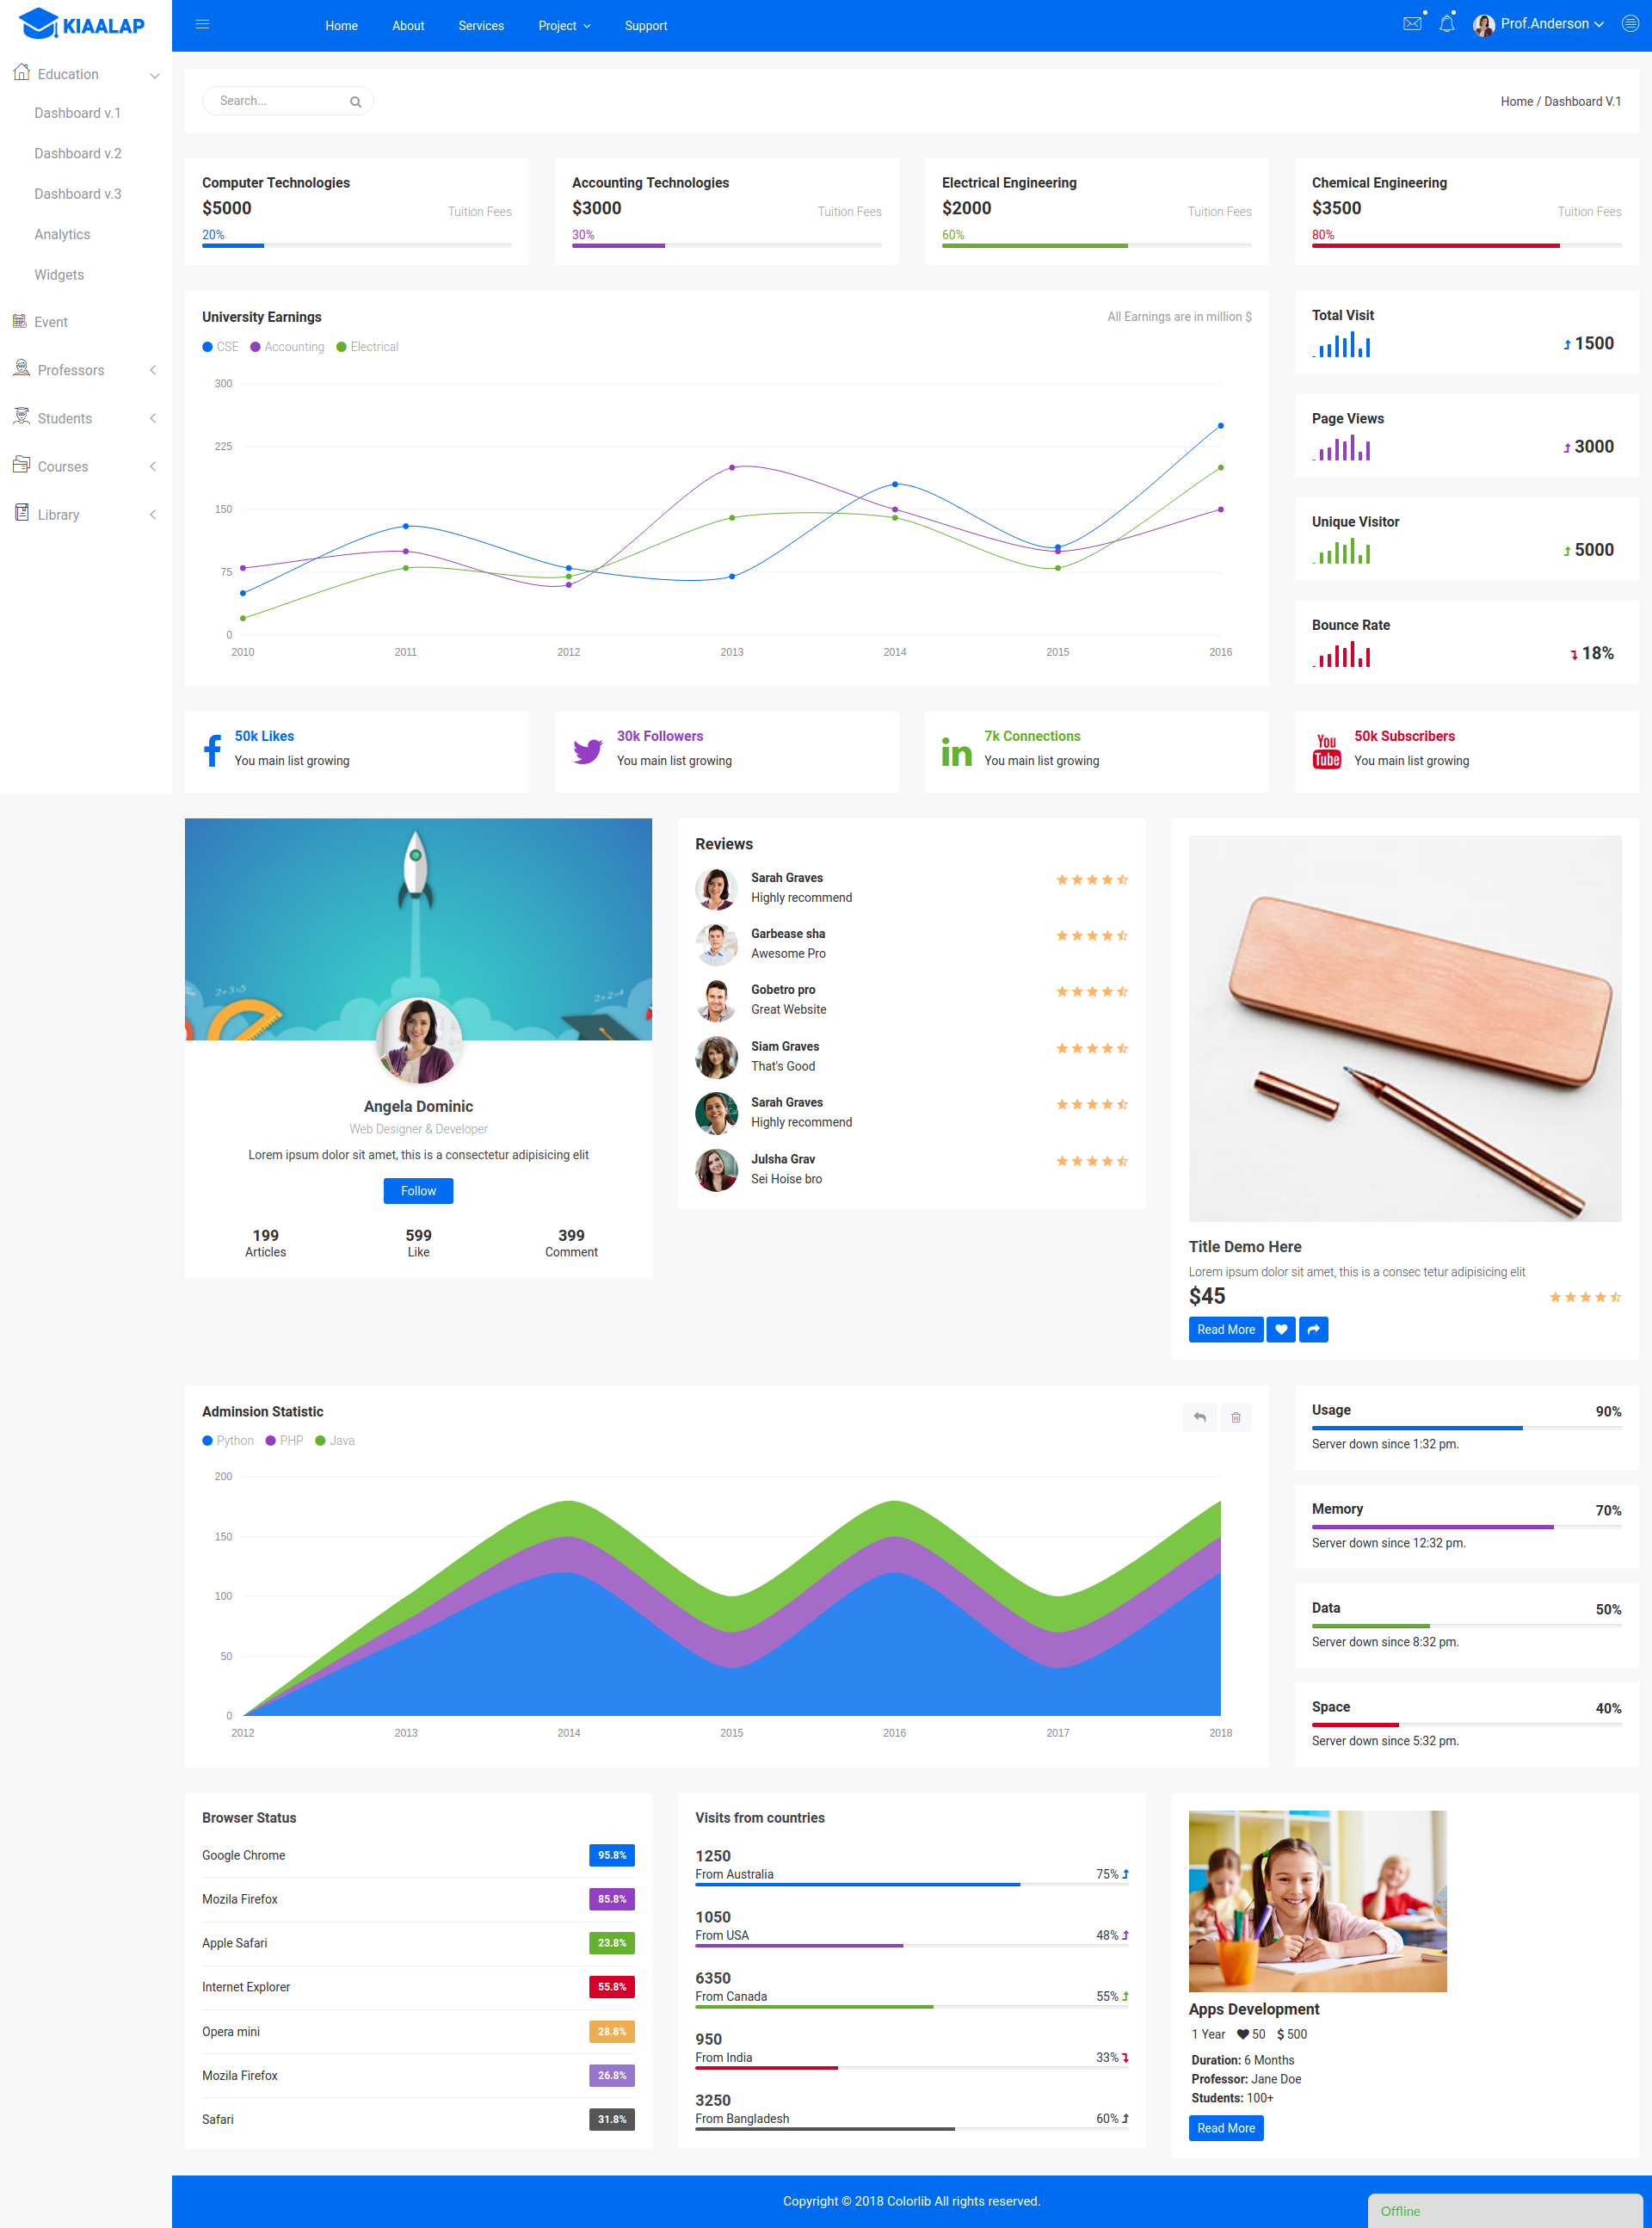 KIAALAP
Home About Services Project Support
Prof.Anderson
Education
Dashboard v.1
Dashboard v.2
Dashboard v.3
Analytics
Widgets
Event
Professors
Students
Courses
Library
Search...
Home / Dashboard V.1
Computer Technologies
$5000 Tuition Fees
20%
Accounting Technologies
$3000 Tuition Fees
30%
Electrical Engineering
$2000 Tuition Fees
60%
Chemical Engineering
$3500 Tuition Fees
80%
University Earnings All Earnings are in million $
CSE Accounting Electrical
300
225
150
75
0
2010 2011 2012 2013 2014 2015 2016
Total Visit
1500
Page Views
3000
Unique Visitor
5000
Bounce Rate
18%
50k Likes
You main list growing
30k Followers
You main list growing
in
7k Connections
You main list growing
You
Tube
50k Subscribers
You main list growing
2+3=5
2+2=4
Angela Dominic
Web Designer & Developer
Lorem ipsum dolor sit amet, this is a consectetur adipisicing elit
Follow
199 599 399
Articles Like Comment
Reviews
Sarah Graves
Highly recommend
Garbease sha
Awesome Pro
Gobetro pro
Great Website
Siam Graves
That's Good
Sarah Graves
Highly recommend
Julsha Grav
Sei Hoise bro
Title Demo Here
Lorem ipsum dolor sit amet, this is a consec tetur adipisicing elit
$45
Read More
Adminsion Statistic
Python PHP Java
200
150
100
50
0
2012 2013 2014 2015 2016 2017 2018
Usage 90%
Server down since 1:32 pm.
Memory 70%
Server down since 12:32 pm.
Data 50%
Server down since 8:32 pm.
Space 40%
Server down since 5:32 pm.
Browser Status
Google Chrome 95.8%
Mozila Firefox 85.8%
Apple Safari 23.8%
Internet Explorer 55.8%
Opera mini 28.8%
Mozila Firefox 26.8%
Safari 31.8%
Visits from countries
1250
From Australia 75%
1050
From USA 48%
6350
From Canada 55%
950
From India 33%
3250
From Bangladesh 60%
Apps Development
1 Year 50 $ 500
Duration: 6 Months
Professor: Jane Doe
Students: 100+
Read More
Copyright © 2018 Colorlib All rights reserved.
Offline